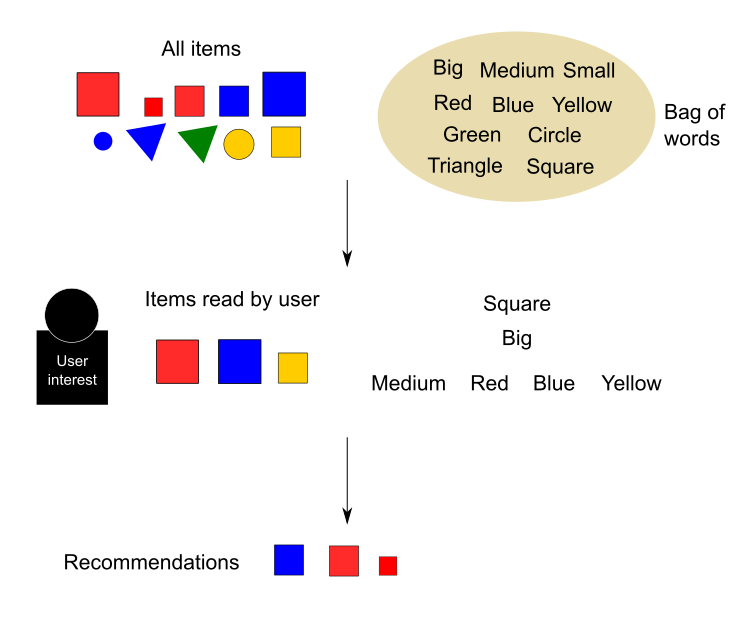 All items
Big Medium Small
Red Blue Yellow
Green Circle
Triangle Square
Bag of
words
User
interest
Items read by user
Square
Big
Medium Red Blue Yellow
Recommendations